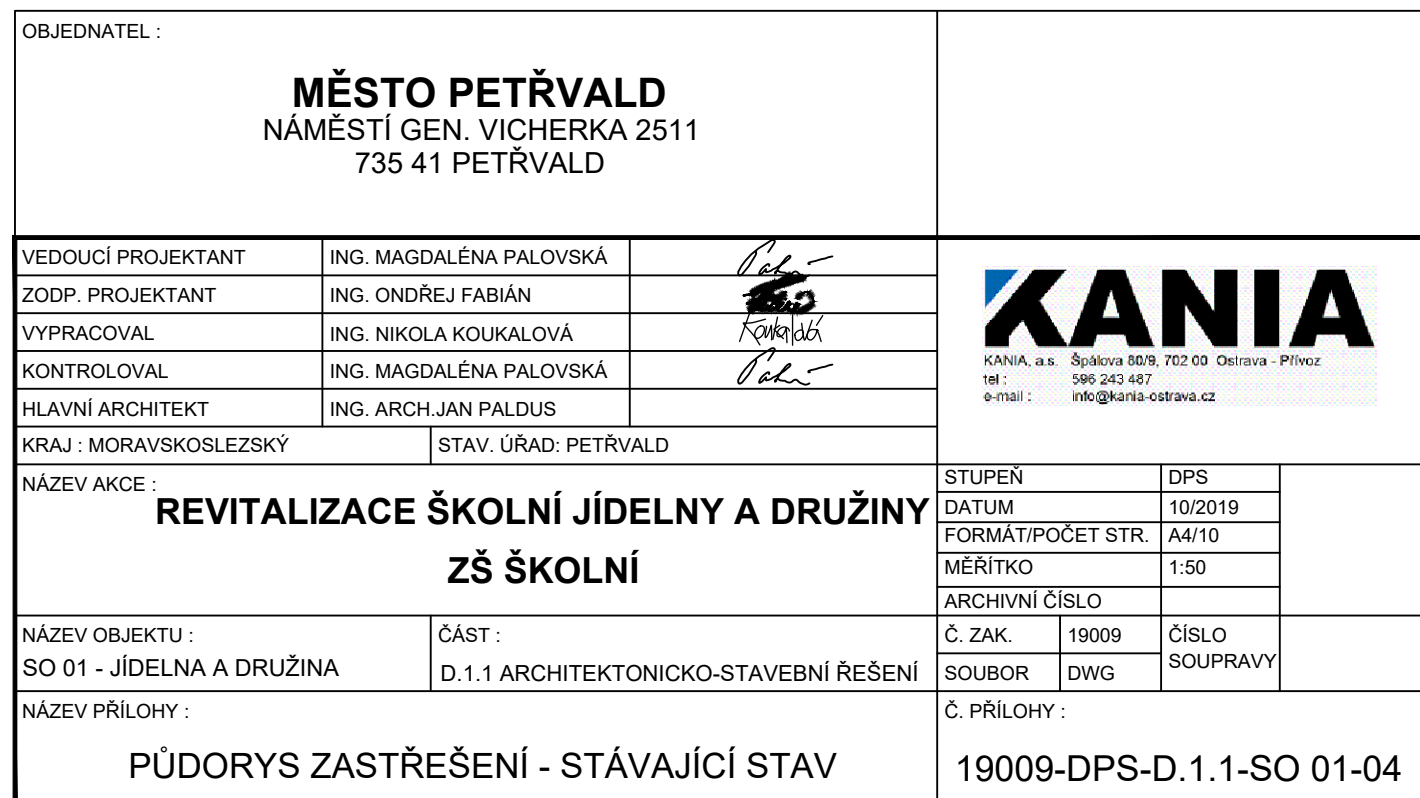 OBJEDNATEL :
MĚSTO PETŘVALD
NÁMĚSTÍ GEN. VICHERKA 2511
735 41 PETŘVALD
VEDOUCÍ PROJEKTANT ING. MAGDALÉNA PALOVSKÁ
ZODP. PROJEKTANT ING. ONDŘEJ FABIÁN
VYPRACOVAL ING. NIKOLA KOUKALOVÁ Koukalová
KONTROLOVAL ING. MAGDALÉNA PALOVSKÁ
HLAVNÍ ARCHITEKT ING. ARCH.JAN PALDUS
KRAJ : MORAVSKOSLEZSKÝ STAV. ÚŘAD: PETŘVALD
KANIA
KANIA, a.s. Špálova 80/9, 702 00 Ostrava - Přívoz
tel : 596 243 487
e-mail : info@kania-ostrava.cz
NÁZEV AKCE :
REVITALIZACE ŠKOLNÍ JÍDELNY A DRUŽINY
ZŠ ŠKOLNÍ
STUPEŇ DPS
DATUM 10/2019
FORMÁT/POČET STR. A4/10
MĚŘÍTKO 1:50
ARCHIVNÍ ČÍSLO
NÁZEV OBJEKTU :
SO 01 - JÍDELNA A DRUŽINA
ČÁST :
D.1.1 ARCHITEKTONICKO-STAVEBNÍ ŘEŠENÍ
Č. ZAK. 19009
SOUBOR DWG
ČÍSLO
SOUPRAVY
NÁZEV PŘÍLOHY :
PŮDORYS ZASTŘEŠENÍ - STÁVAJÍCÍ STAV
Č. PŘÍLOHY :
19009-DPS-D.1.1-SO 01-04